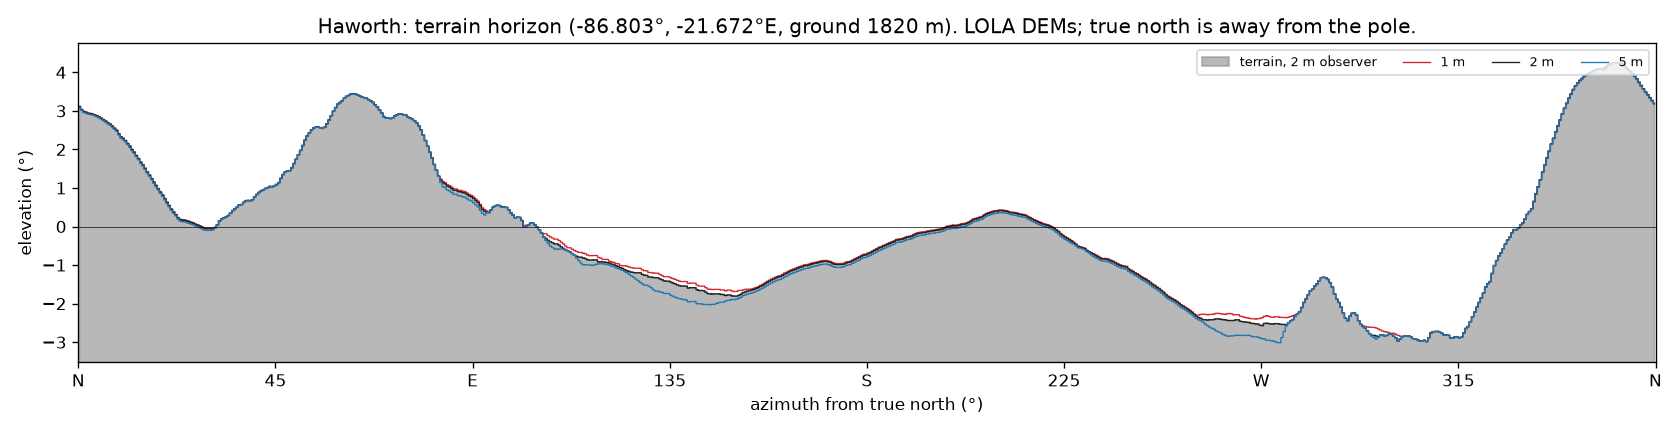 Haworth: terrain horizon (-86.803°, -21.672°E, ground 1820 m). LOLA DEMs; true north is away from the pole.
terrain, 2 m observer 1 m 2 m 5 m
elevation (°)
4
3
2
1
0
−1
−2
−3
N 45 E 135 S 225 W 315 N
azimuth from true north (°)